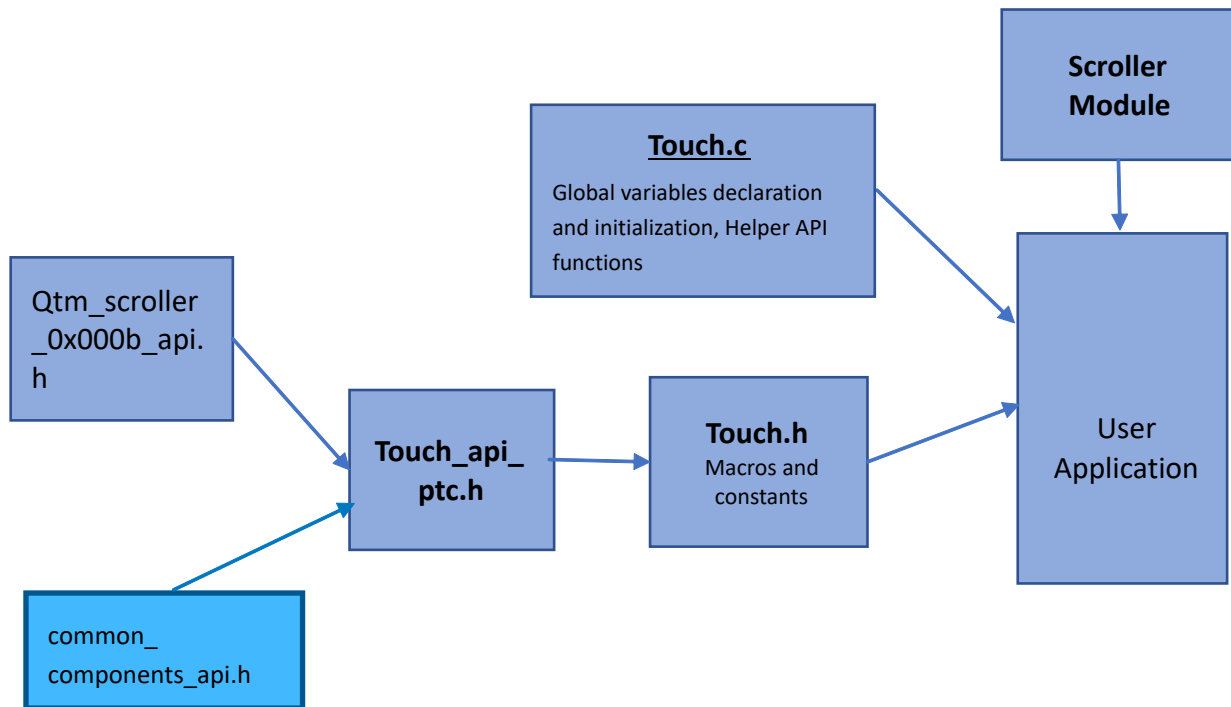 Scroller
Module
Touch.c
Global variables declaration
and initialization, Helper API
functions
Qtm_scroller
_0x000b_api.
h
Touch_api_
ptc.h
Touch.h
Macros and
constants
User
Application
common_
components_api.h